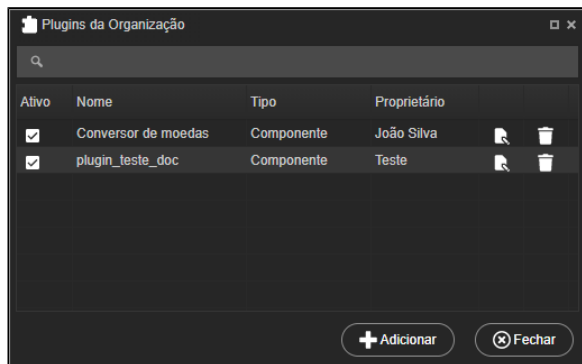 Plugins da Organização
Ativo Nome Tipo Proprietário
Conversor de moedas Componente João Silva
plugin_teste_doc Componente Teste
Adicionar Fechar